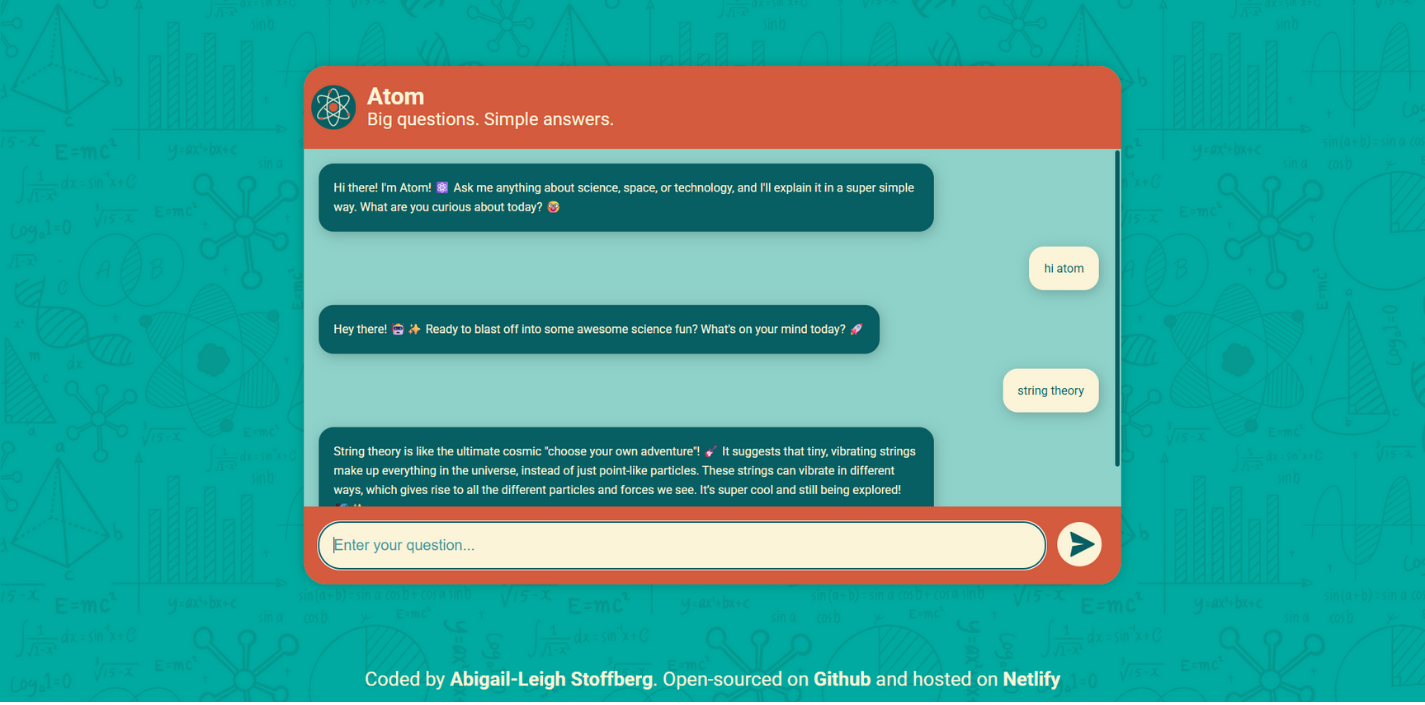 Atom
Big questions. Simple answers.
Hi there! I'm Atom! ⚛️ Ask me anything about science, space, or technology, and I'll explain it in a super simple
way. What are you curious about today?
hi atom
Hey there! 🤖 ✨ Ready to blast off into some awesome science fun? What's on your mind today? 🚀
string theory
String theory is like the ultimate cosmic "choose your own adventure"! 🎸 It suggests that tiny, vibrating strings
make up everything in the universe, instead of just point-like particles. These strings can vibrate in different
ways, which gives rise to all the different particles and forces we see. It's super cool and still being explored!
Enter your question...
Coded by Abigail-Leigh Stoffberg. Open-sourced on Github and hosted on Netlify